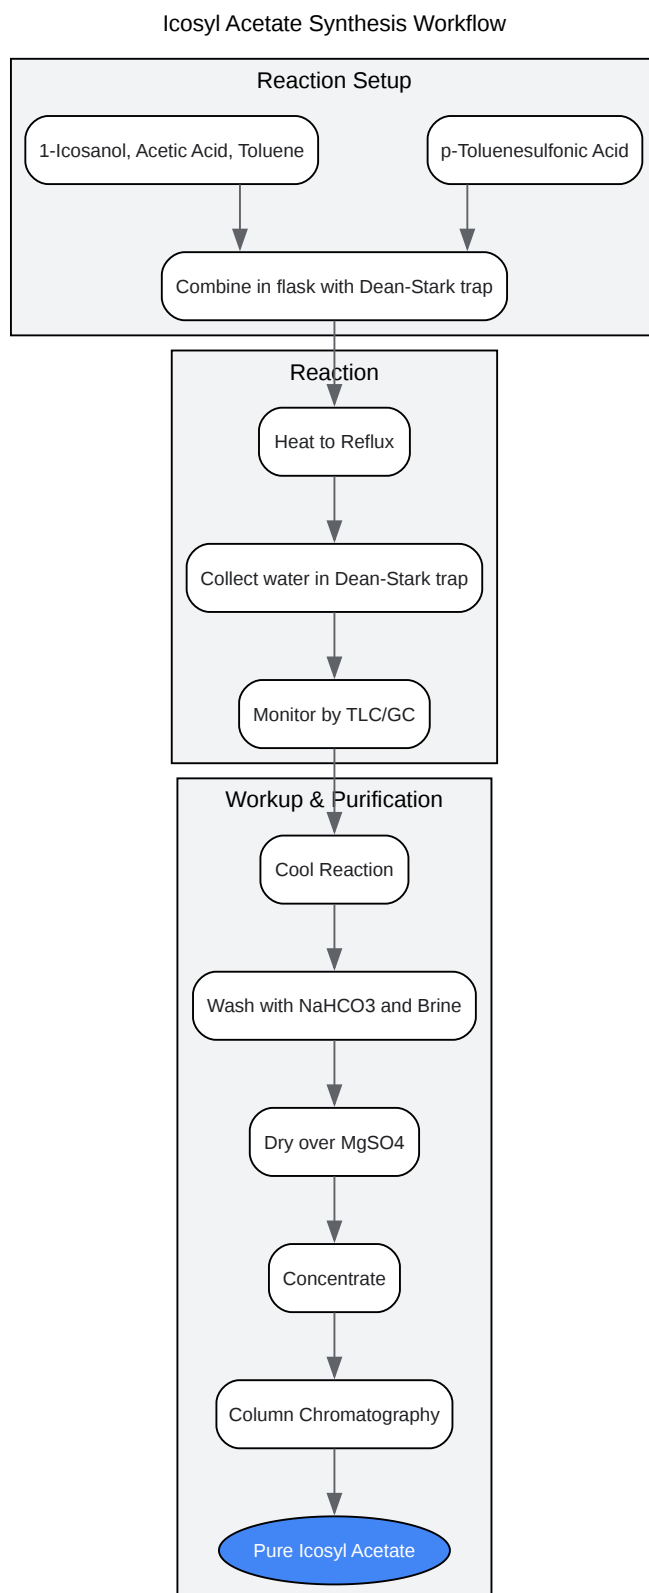 Icosyl Acetate Synthesis Workflow
Reaction Setup
1-Icosanol, Acetic Acid, Toluene
p-Toluenesulfonic Acid
Combine in flask with Dean-Stark trap
Reaction
Heat to Reflux
Collect water in Dean-Stark trap
Monitor by TLC/GC
Workup & Purification
Cool Reaction
Wash with NaHCO3 and Brine
Dry over MgSO4
Concentrate
Column Chromatography
Pure Icosyl Acetate